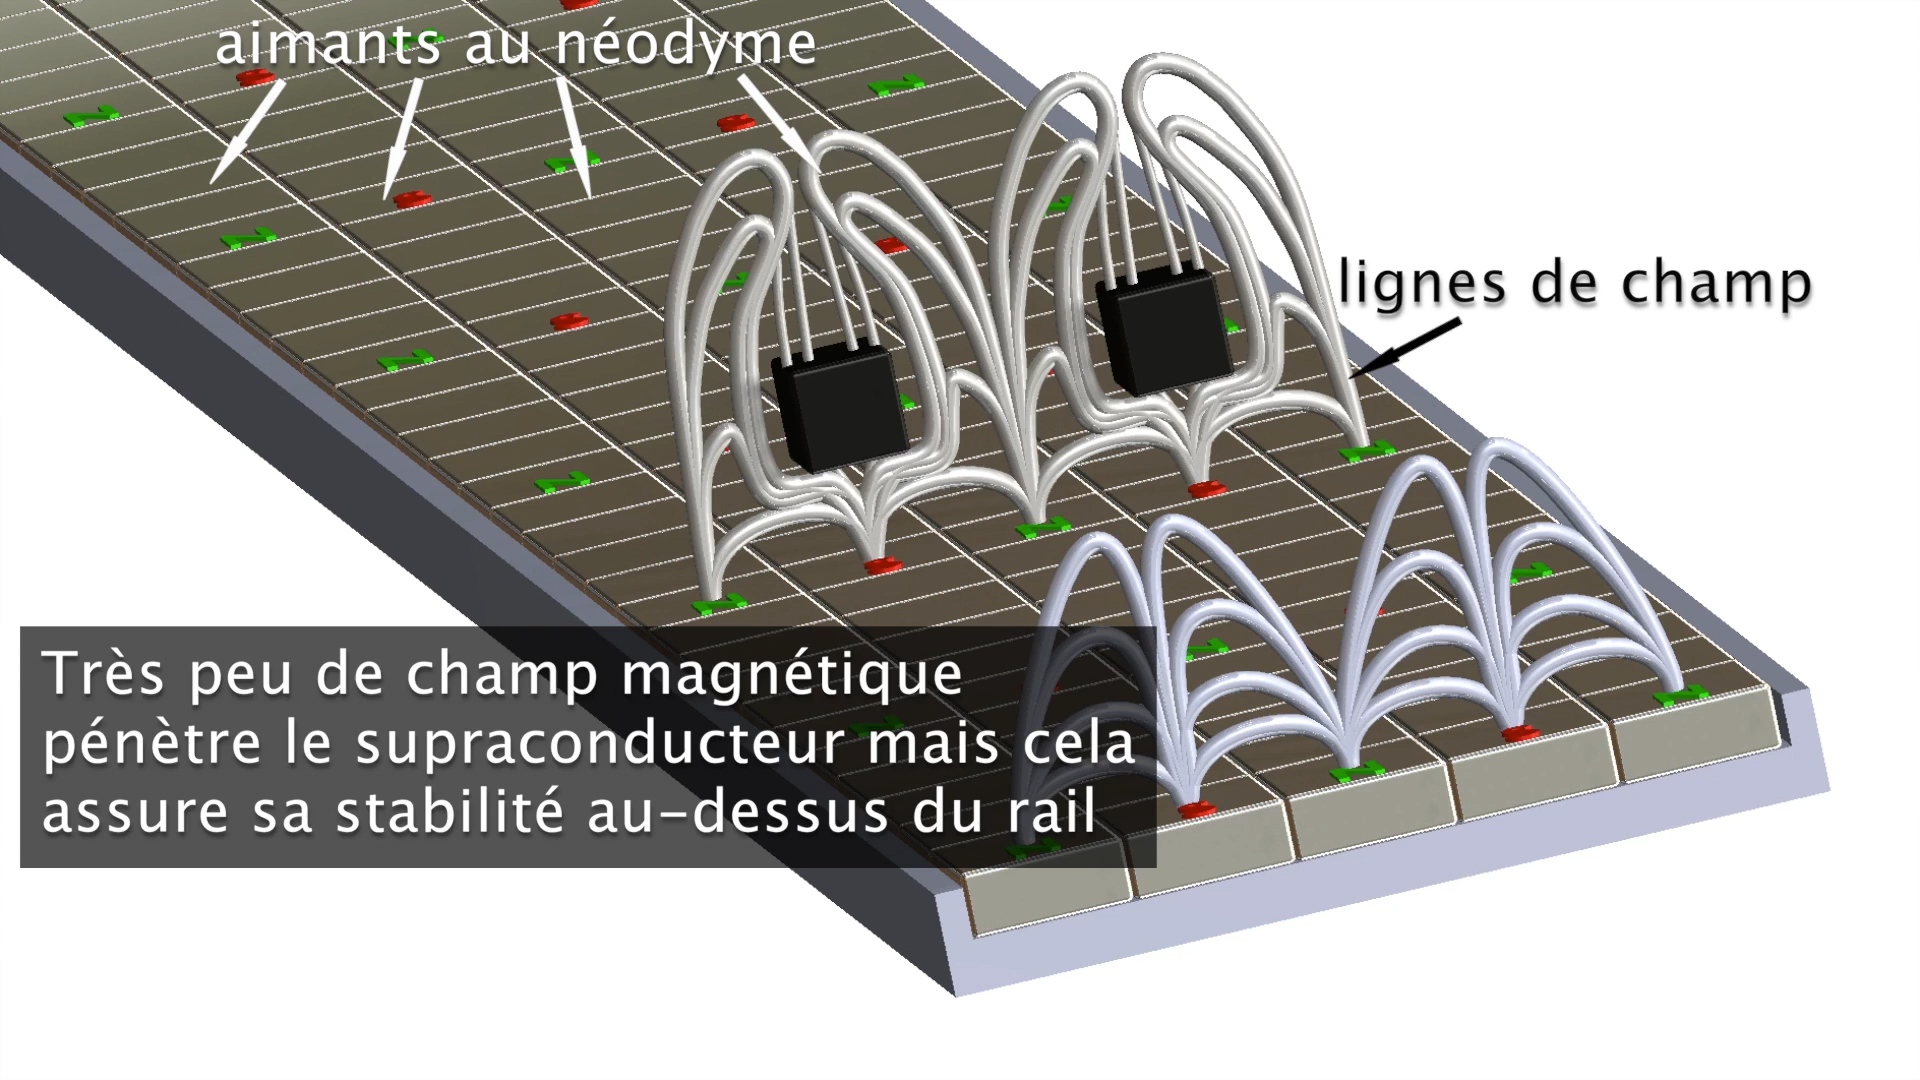 aimants au néodyme
lignes de champ
Très peu de champ magnétique
pénètre le supraconducteur mais cela
assure sa stabilité au-dessus du rail